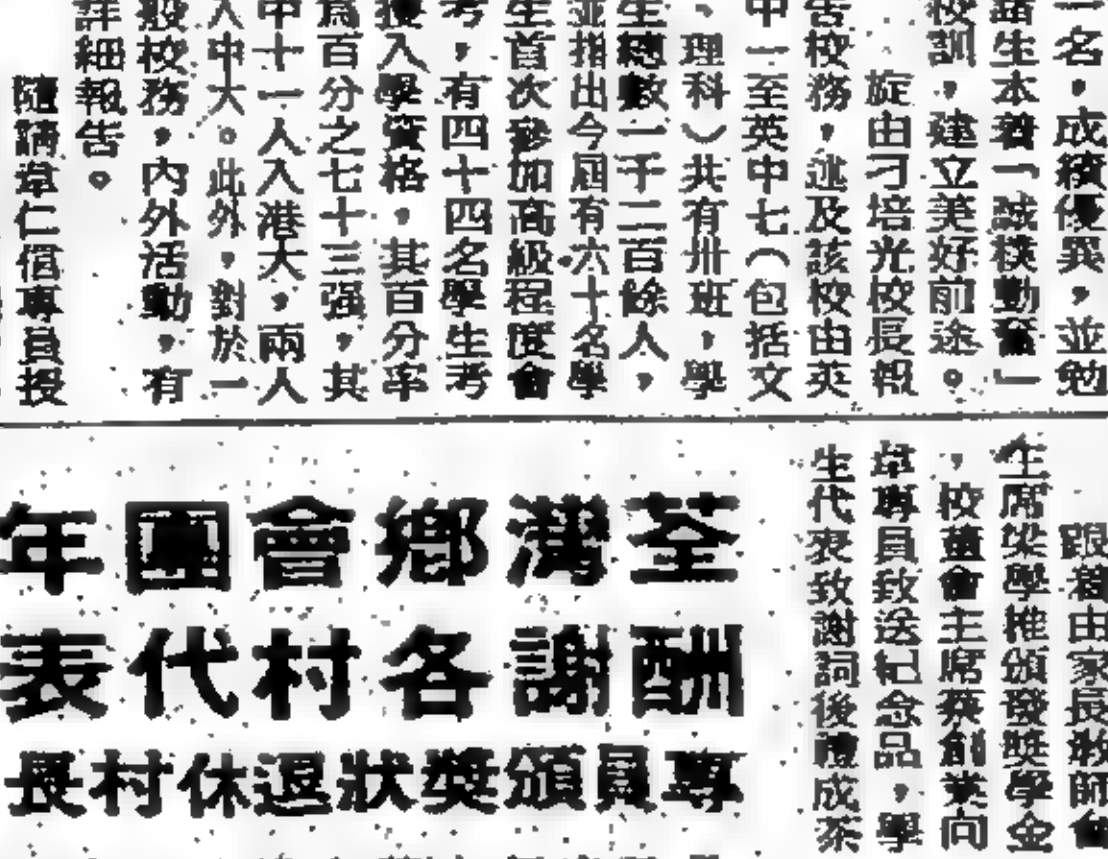 一名，成績優異，並勉
諸生本着「誠樸勤奮」
校訓，建立美好前途。
旋由刁培光校長報
告校務，述及該校由英
中一至英中七（包括文
、理科）共有卅班，學
生總數一千二百餘人，
並指出今屆有六十名學
生首次參加高級程度會
考，有四十四名學生考
獲入學資格，其百分率
爲百分之七十三強，其
中十一人入港大，兩人
入中大。此外，對於一
般校務，內外活動，有
詳細報告。
隨請韋仁信專員授
跟着由家長敎師會
主席梁學樵頒發獎學金
，校董會主席蔡創業向
韋專員致送紀念品，學
生代表致謝詞後禮成茶
荃灣鄉會團年
酬謝各村代表
專員頒獎狀退休村長